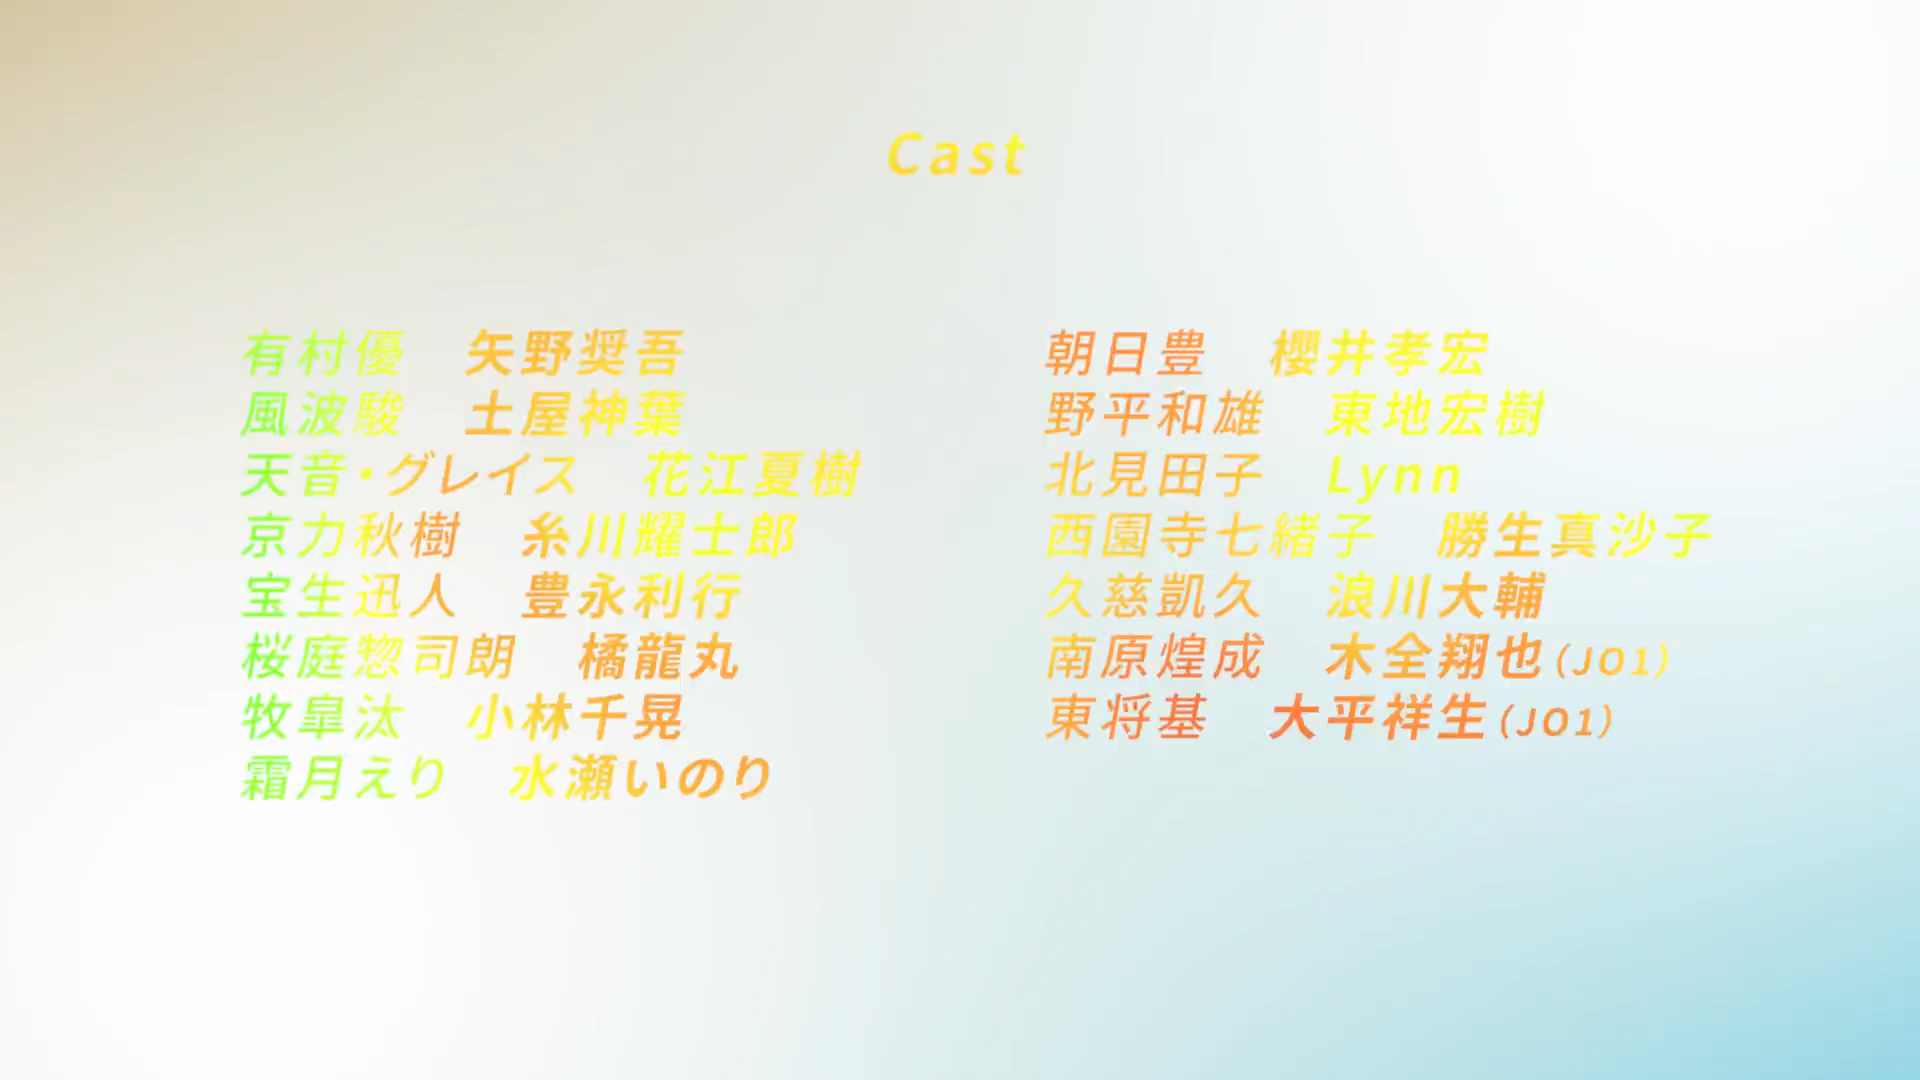 Cast
有村優　矢野奨吾
風波駿　土屋神葉
天音・グレイス　花江夏樹
京力秋樹　糸川耀士郎
宝生迅人　豊永利行
桜庭惣司朗　橘龍丸
牧皐汰　小林千晃
霜月えり　水瀬いのり
朝日豊　櫻井孝宏
野平和雄　東地宏樹
北見田子　Lynn
西園寺七緒子　勝生真沙子
久慈凱久　浪川大輔
南原煌成　木全翔也（JO1）
東将基　大平祥生（JO1）